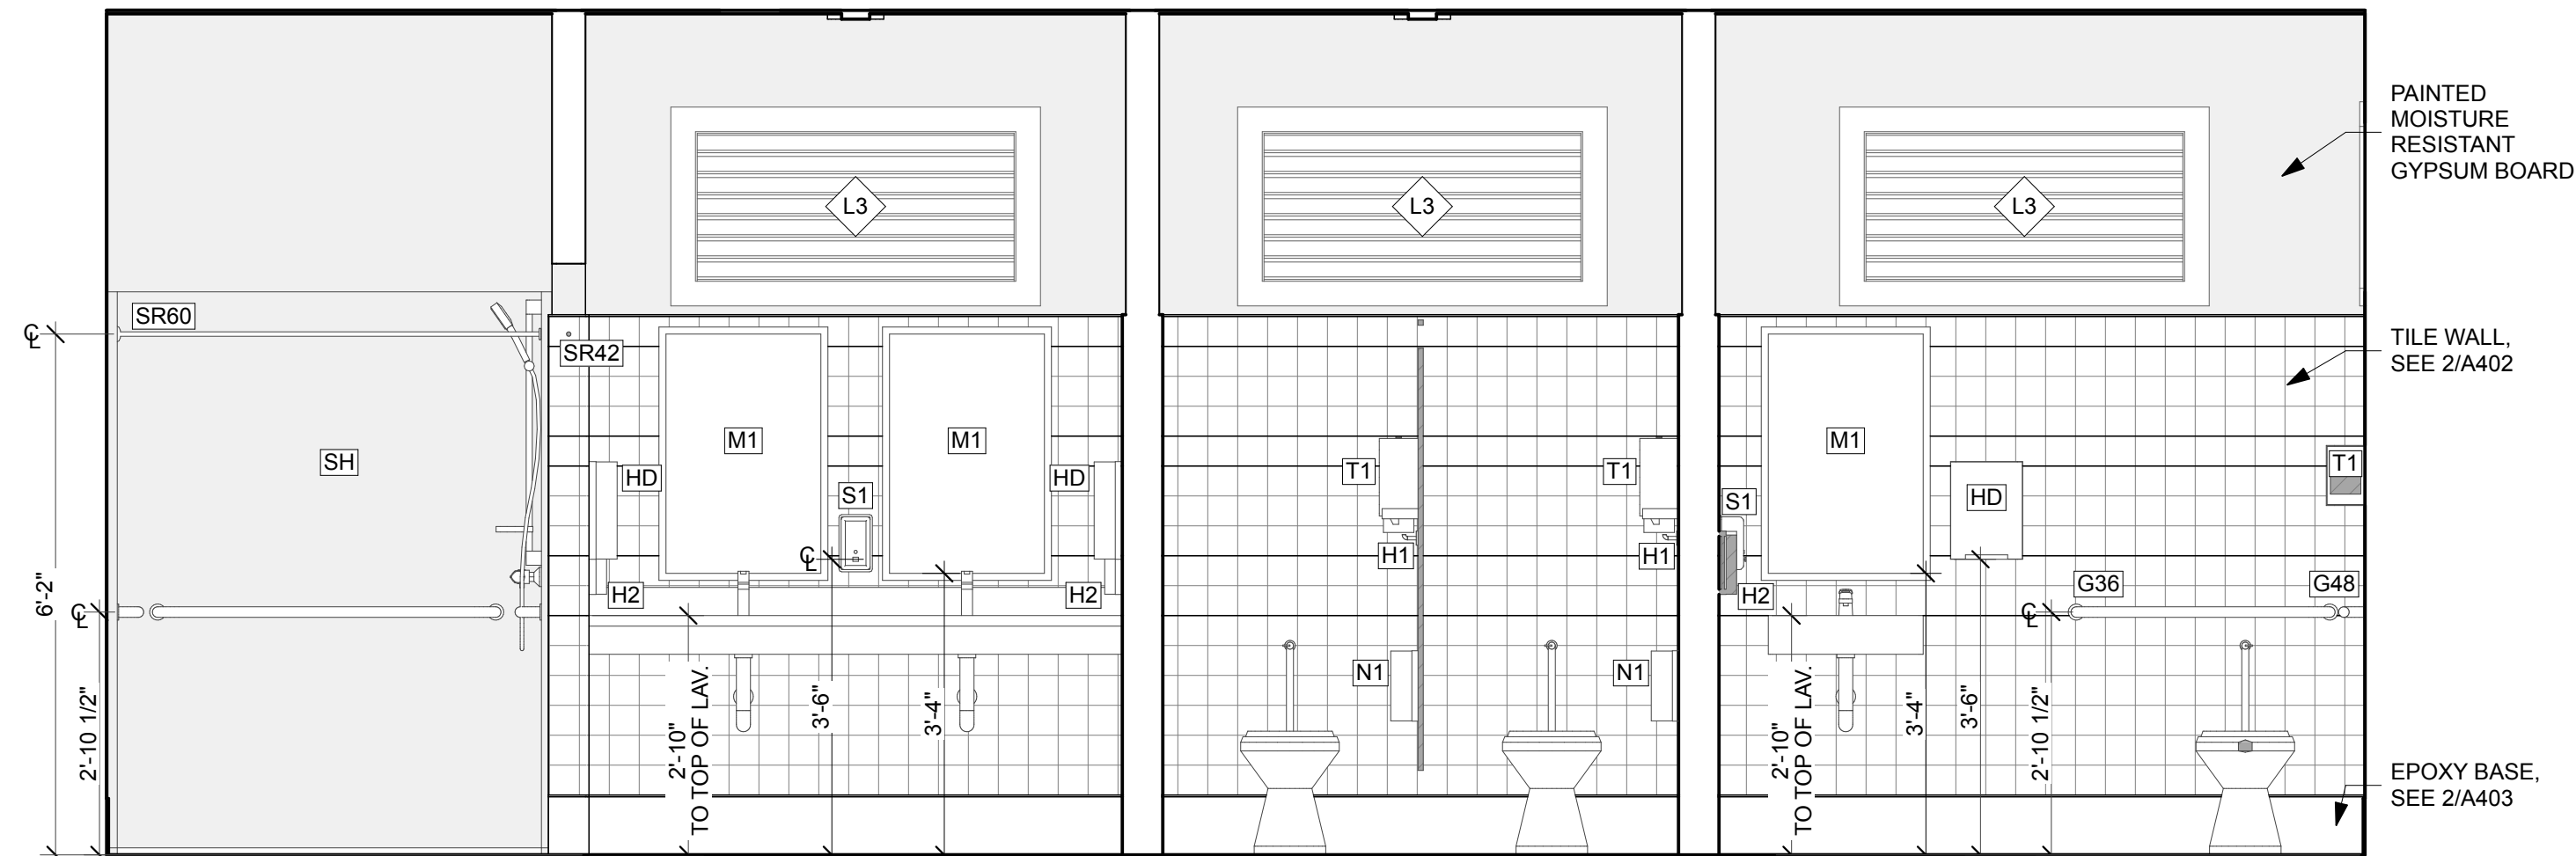 L3
L3
L3
PAINTED
MOISTURE
RESISTANT
GYPSUM BOARD
SR60
SR42
TILE WALL,
SEE 2/A402
SH
M1
M1
M1
HD
HD
HD
S1
S1
T1
T1
T1
H1
H1
H2
H2
H2
G36
G48
N1
N1
℄
℄
℄
℄
6'-2"
2'-10 1/2"
2'-10"
TO TOP OF LAV.
3'-6"
3'-4"
2'-10"
TO TOP OF LAV.
3'-4"
3'-6"
2'-10 1/2"
EPOXY BASE,
SEE 2/A403